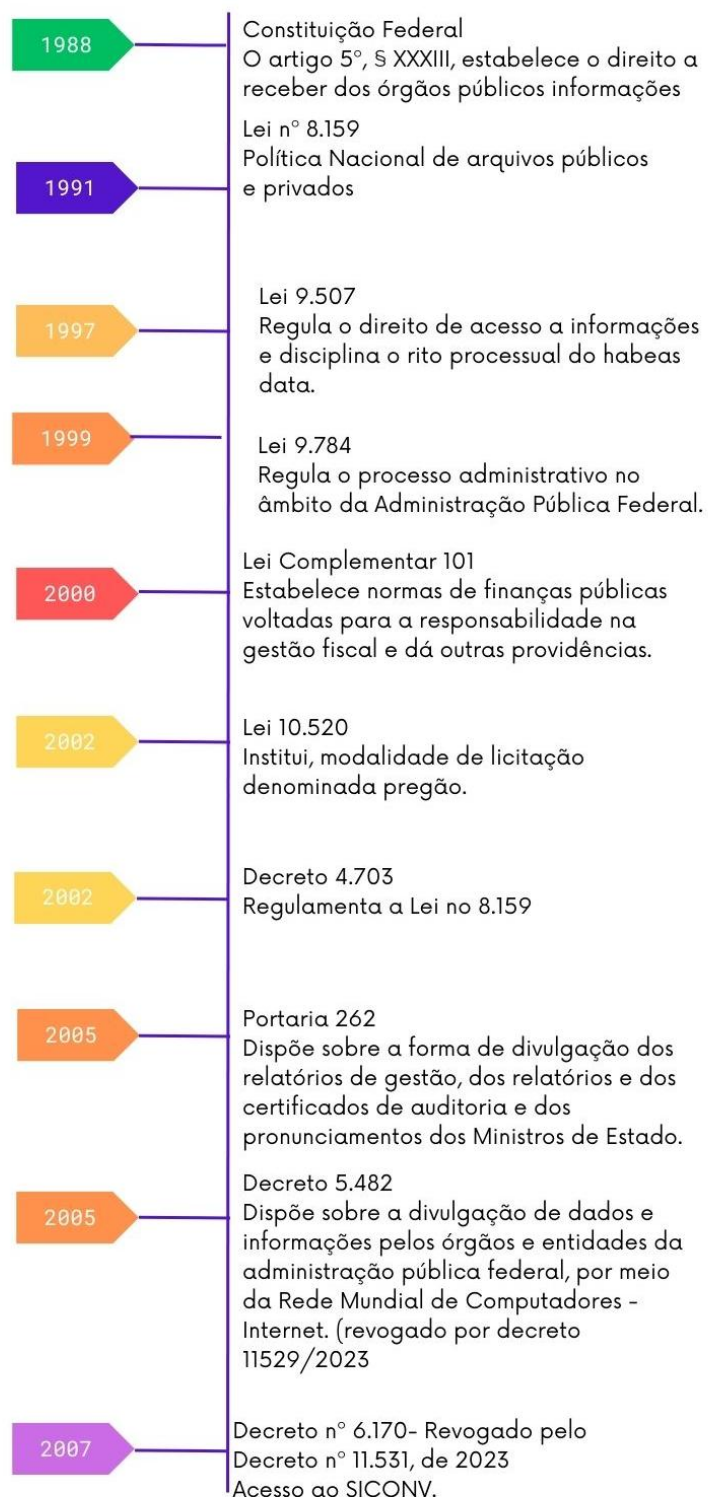 1988
Constituição Federal
O artigo 5º, § XXXIII, estabelece o direito a
receber dos órgãos públicos informações
1991
Lei nº 8.159
Política Nacional de arquivos públicos
e privados
1997
Lei 9.507
Regula o direito de acesso a informações
e disciplina o rito processual do habeas
data.
1999
Lei 9.784
Regula o processo administrativo no
âmbito da Administração Pública Federal.
2000
Lei Complementar 101
Estabelece normas de finanças públicas
voltadas para a responsabilidade na
gestão fiscal e dá outras providências.
2002
Lei 10.520
Institui, modalidade de licitação
denominada pregão.
2002
Decreto 4.703
Regulamenta a Lei no 8.159
2005
Portaria 262
Dispõe sobre a forma de divulgação dos
relatórios de gestão, dos relatórios e dos
certificados de auditoria e dos
pronunciamentos dos Ministros de Estado.
2005
Decreto 5.482
Dispõe sobre a divulgação de dados e
informações pelos órgãos e entidades da
administração pública federal, por meio
da Rede Mundial de Computadores -
Internet. (revogado por decreto
11529/2023
2007
Decreto nº 6.170- Revogado pelo
Decreto nº 11.531, de 2023
Acesso ao SICONV.